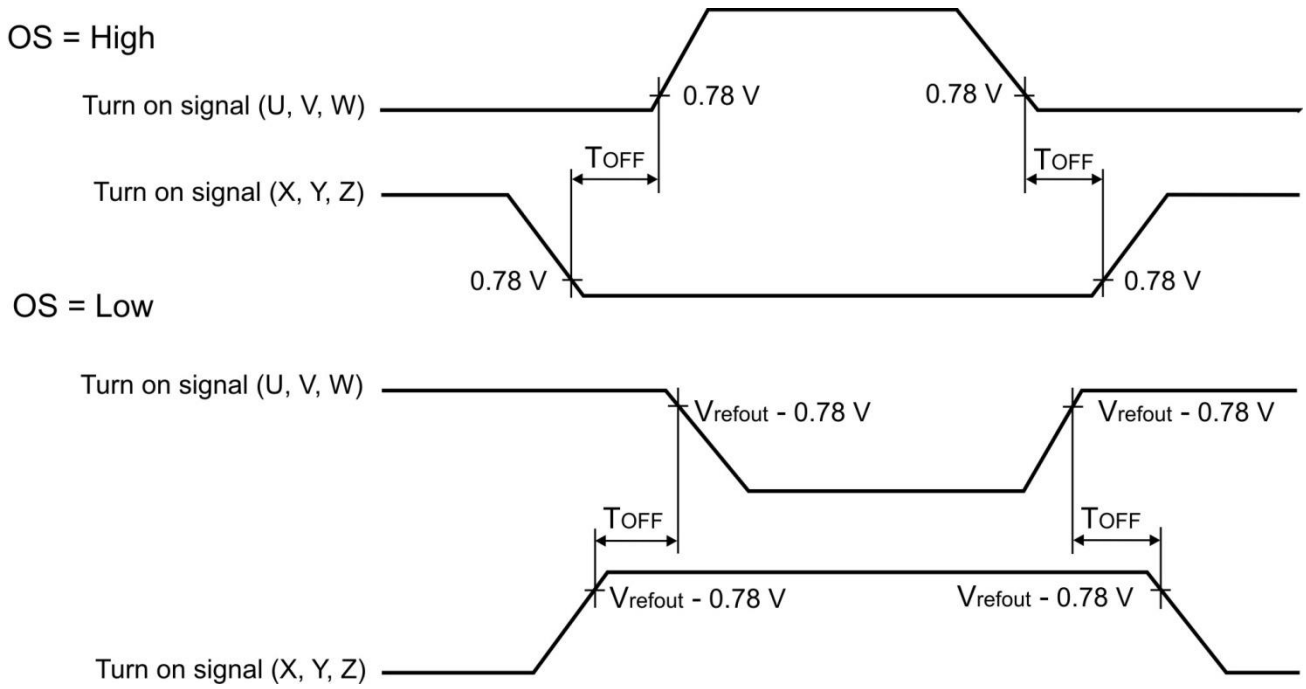 OS = High
Turn on signal (U, V, W)
0.78 V
0.78 V
TOFF
TOFF
Turn on signal (X, Y, Z)
0.78 V
0.78 V
OS = Low
Turn on signal (U, V, W)
Vrefout - 0.78 V
Vrefout - 0.78 V
TOFF
TOFF
Vrefout - 0.78 V
Vrefout - 0.78 V
Turn on signal (X, Y, Z)